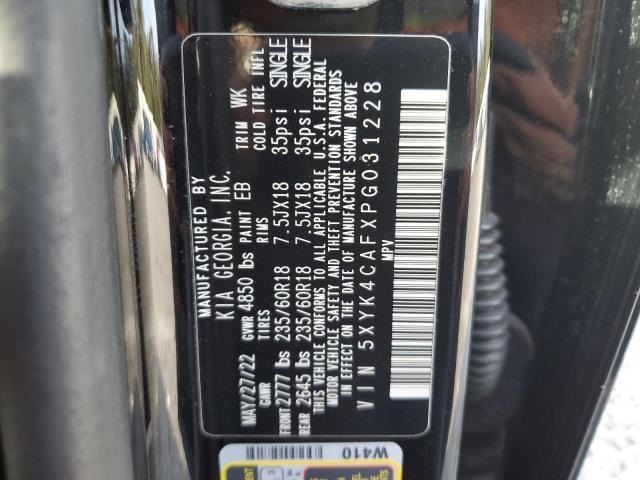 MANUFACTURED BY
KIA GEORGIA, INC.
MAY/27/22 GVWR 4850 lbs PAINT EB TRIM WK
GAWR TIRES RIMS COLD TIRE INFL
FRONT 2777 lbs 235/60R18 7.5JX18 35psi SINGLE
REAR 2645 lbs 235/60R18 7.5JX18 35psi SINGLE
THIS VEHICLE CONFORMS TO ALL APPLICABLE U.S.A. FEDERAL
MOTOR VEHICLE SAFETY AND THEFT PREVENTION STANDARDS
IN EFFECT ON THE DATE OF MANUFACTURE SHOWN ABOVE
VIN 5XYK4CAFXPG031228
MPV
W410